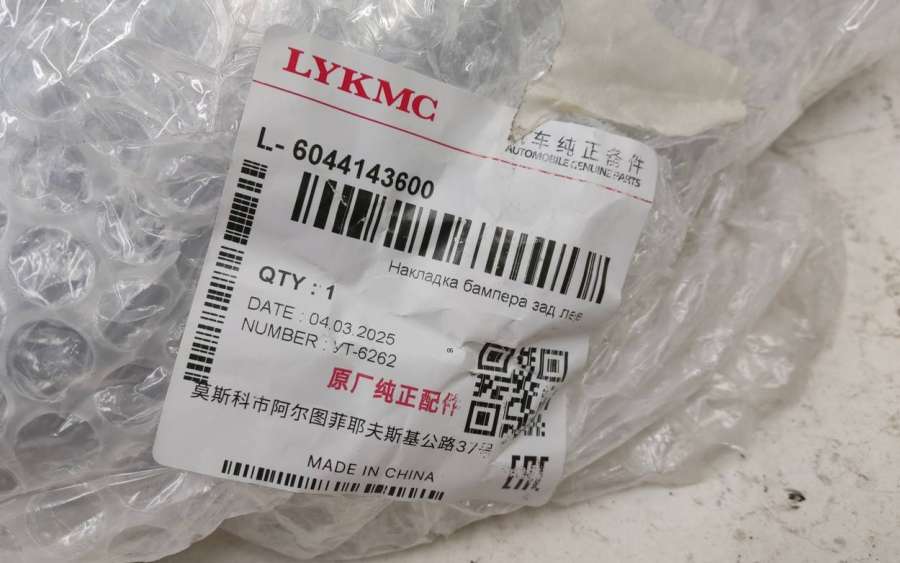 LYKMC
车纯正备件
AUTOMOBILE GENUINE PARTS
L-6044143600
Накладка бампера зад лев
QTY : 1
DATE : 04.03.2025
NUMBER : YT-6262
原厂纯正配件
莫斯科市阿尔图菲耶夫斯基公路37号
MADE IN CHINA
EAC